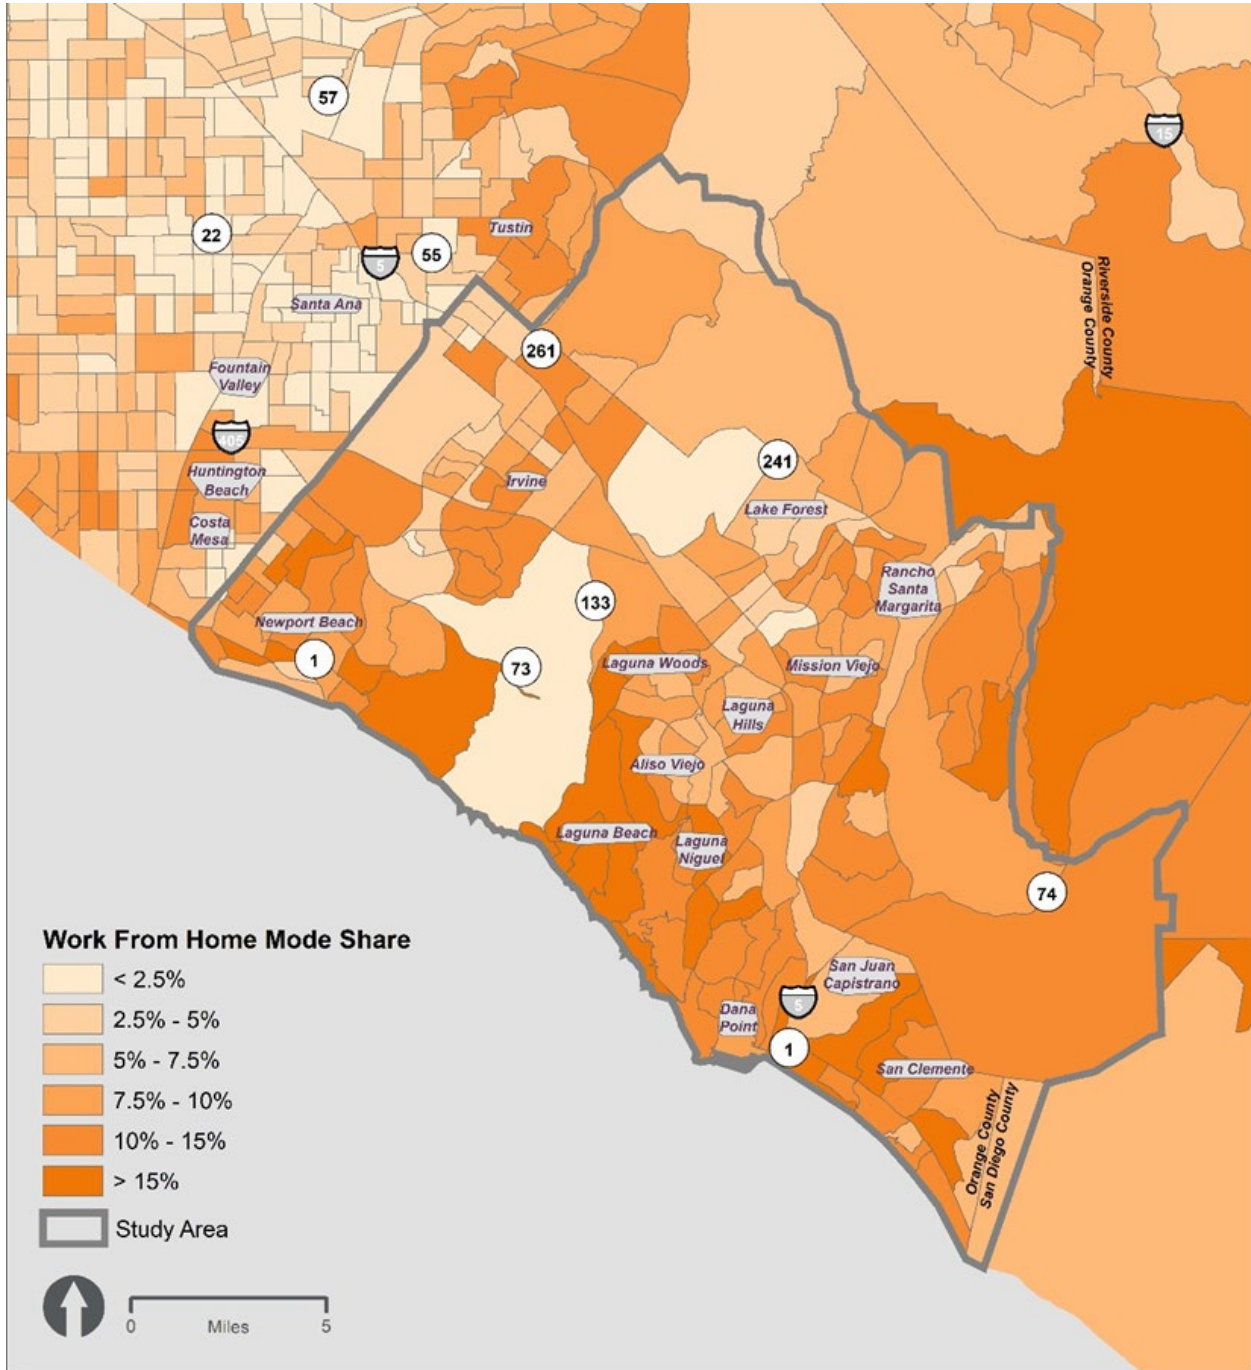 57
15
22
Tustin
55
5
Santa Ana
Riverside County
Orange County
261
Fountain
Valley
405
241
Huntington
Beach
Irvine
Lake Forest
Costa
Mesa
Rancho
Santa
Margarita
133
Newport Beach
1
73
Laguna Woods
Mission Viejo
Laguna
Hills
Aliso Viejo
Laguna Beach
Laguna
Niguel
74
Work From Home Mode Share
< 2.5%
2.5% - 5%
5% - 7.5%
7.5% - 10%
10% - 15%
> 15%
Study Area
San Juan
Capistrano
5
Dana
Point
1
San Clemente
Orange County
San Diego County
0
Miles
5